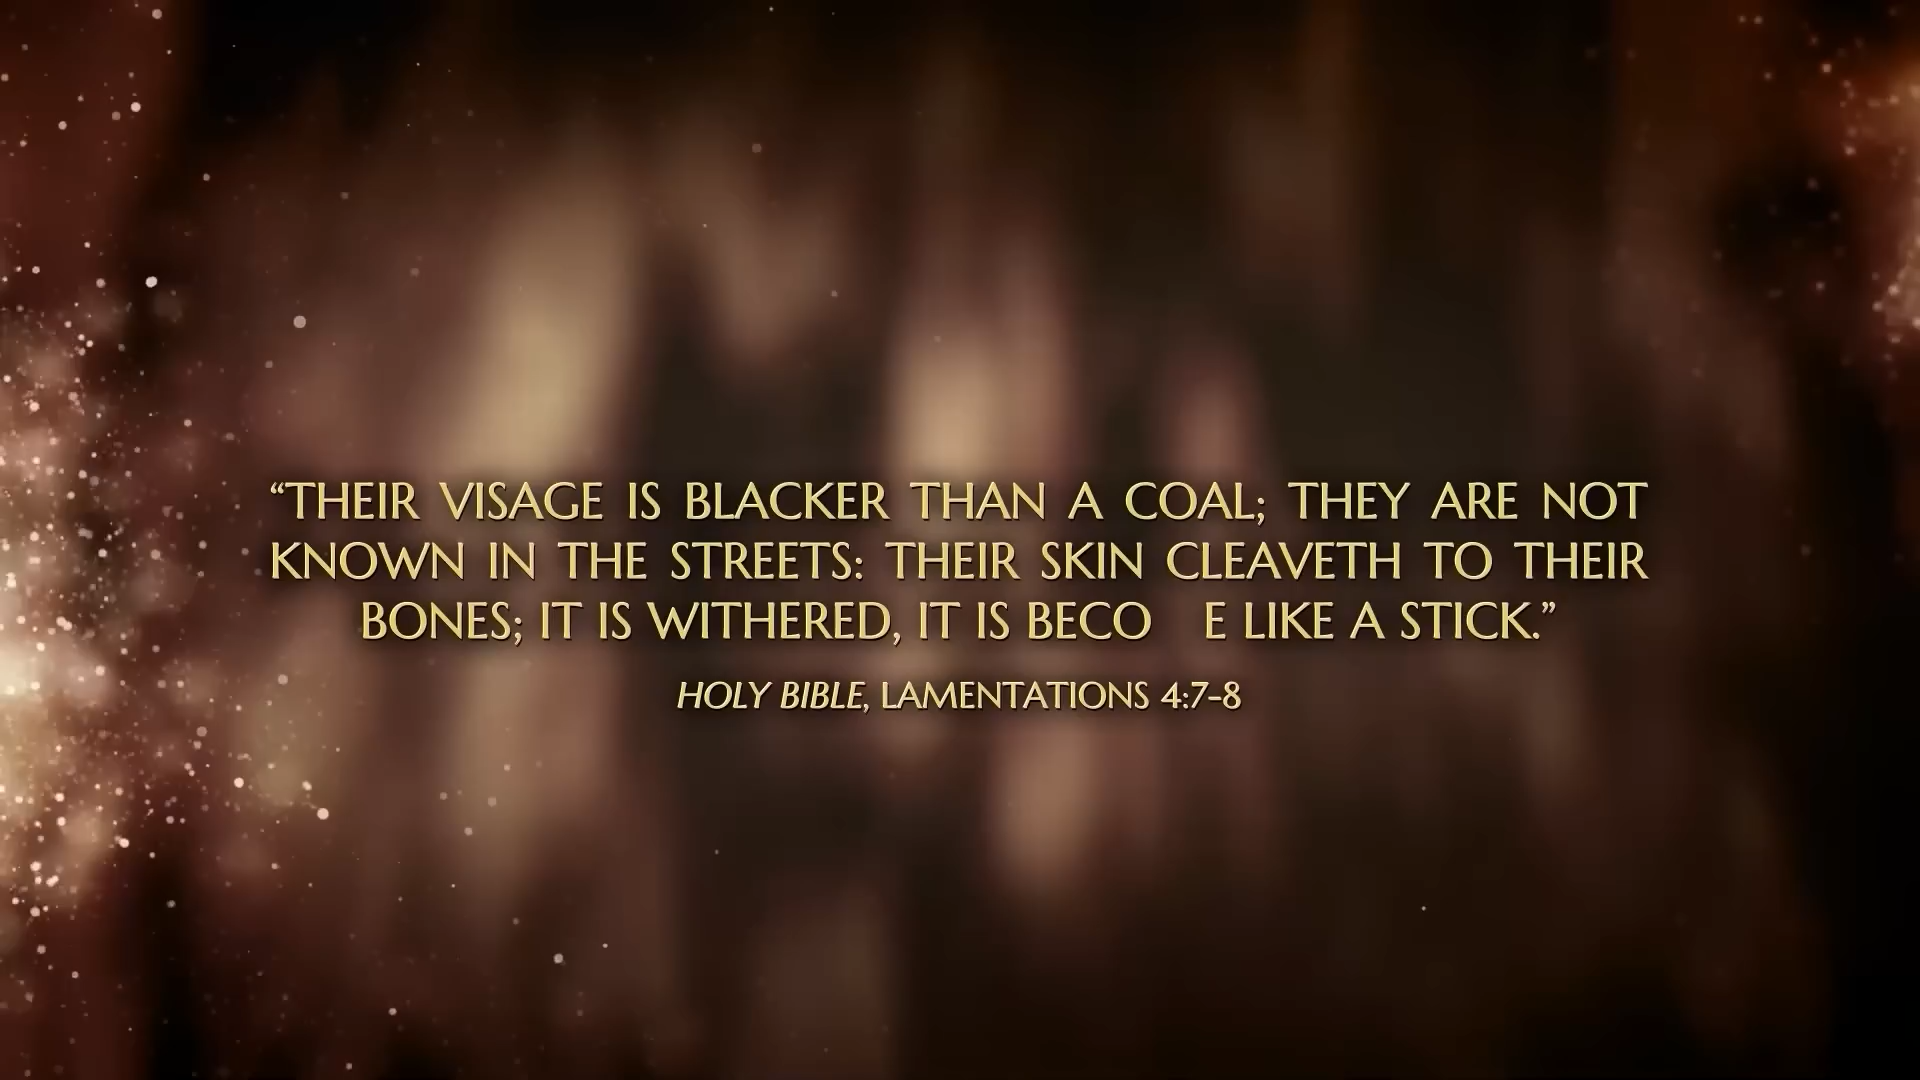 “THEIR VISAGE IS BLACKER THAN A COAL; THEY ARE NOT
KNOWN IN THE STREETS: THEIR SKIN CLEAVETH TO THEIR
BONES; IT IS WITHERED, IT IS BECO  E LIKE A STICK.”
HOLY BIBLE, LAMENTATIONS 4:7-8